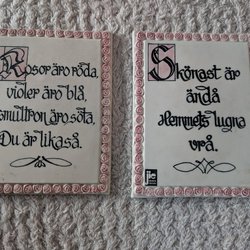 Rosor äro röda,
violer äro blå,
smultron äro söta,
Du är likaså.
Skönast är
ändå
Hemmets lugna
vrå.